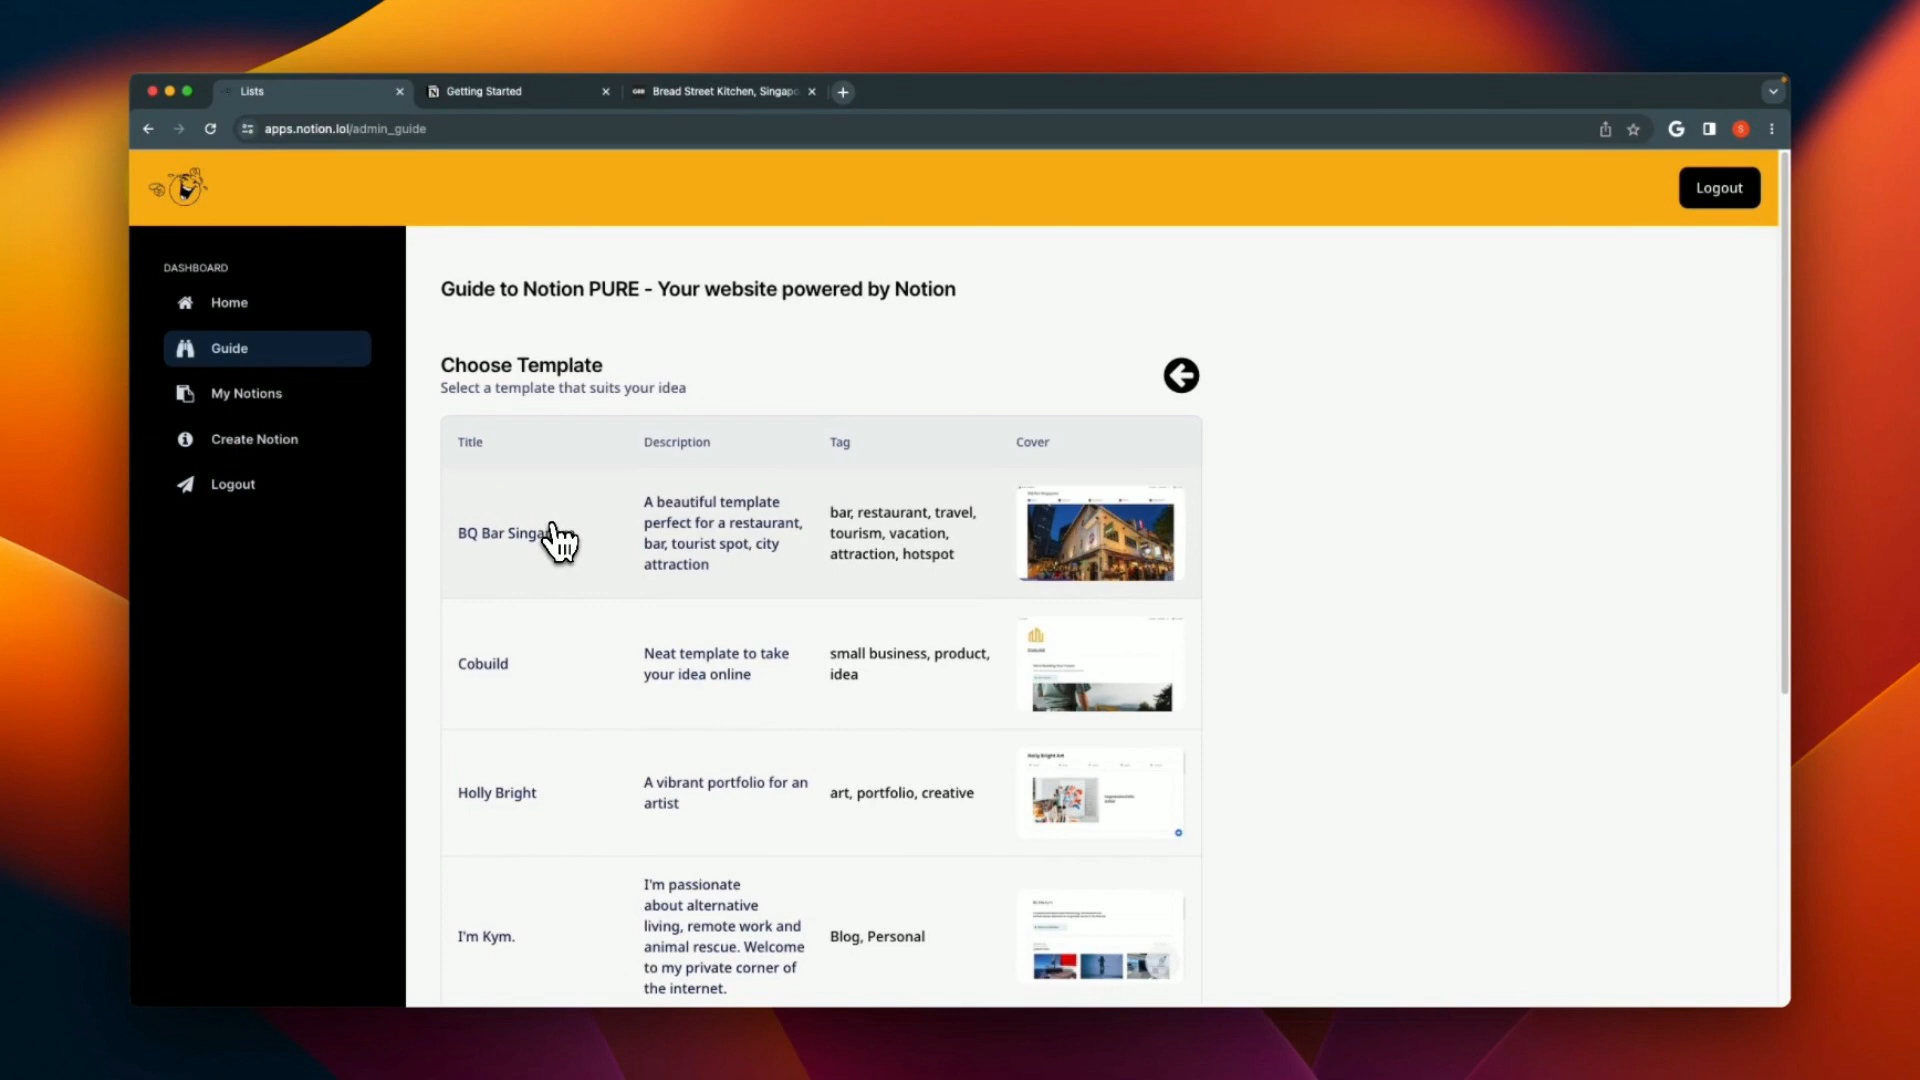 Lists
Getting Started
Bread Street Kitchen, Singapo
apps.notion.lol/admin_guide
S
Logout
DASHBOARD
Home
Guide
My Notions
Create Notion
Logout
Guide to Notion PURE - Your website powered by Notion
Choose Template
Select a template that suits your idea
Title
Description
Tag
Cover
BQ Bar Singa
A beautiful template
perfect for a restaurant,
bar, tourist spot, city
attraction
bar, restaurant, travel,
tourism, vacation,
attraction, hotspot
Cobuild
Neat template to take
your idea online
small business, product,
idea
Cobuild
Holly Bright
A vibrant portfolio for an
artist
art, portfolio, creative
Holly Bright Art
I'm Kym.
I'm passionate
about alternative
living, remote work and
animal rescue. Welcome
to my private corner of
the internet.
Blog, Personal